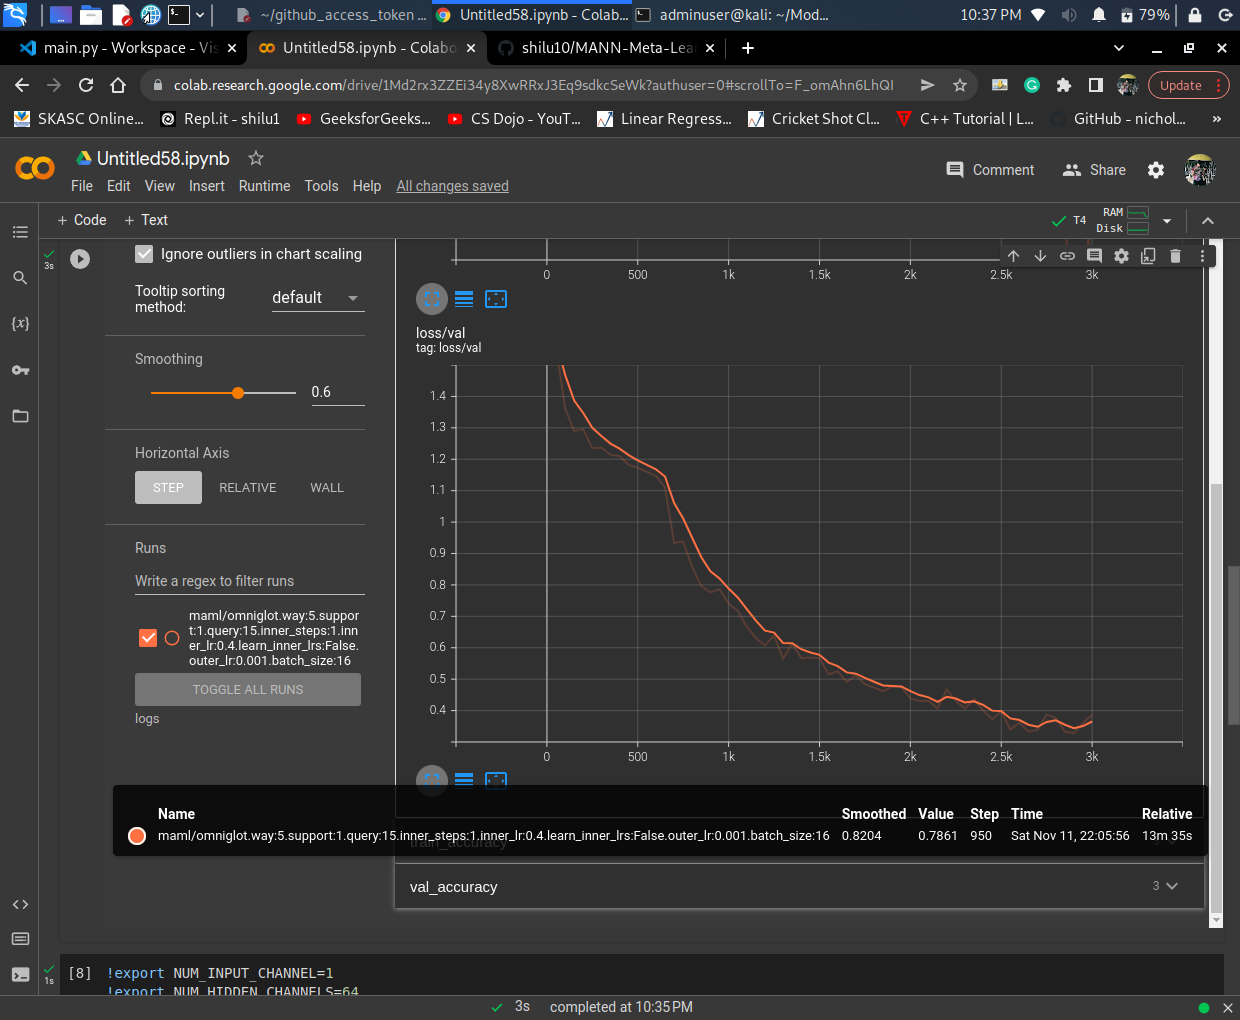 ~/github_access_token ...
Untitled58.ipynb - Colab...
adminuser@kali: ~/Mod...
10:37 PM
79%
main.py - Workspace - Vis
Untitled58.ipynb - Colabo
shilu10/MANN-Meta-Lea
colab.research.google.com/drive/1Md2rx3ZZEi34y8XwRRxJ3Eq9sdkcSeWk?authuser=0#scrollTo=F_omAhn6LhQI
Update
SKASC Online...
Repl.it - shilu1
GeeksforGeeks...
CS Dojo - YouT...
Linear Regress...
Cricket Shot Cl...
C++ Tutorial | L...
GitHub - nichol...
»
Untitled58.ipynb
File Edit View Insert Runtime Tools Help All changes saved
Comment
Share
+ Code + Text
T4
RAM
Disk
3s
Ignore outliers in chart scaling
Tooltip sorting
method:
default
Smoothing
0.6
Horizontal Axis
STEP RELATIVE WALL
Runs
Write a regex to filter runs
maml/omniglot.way:5.suppor
t:1.query:15.inner_steps:1.inn
er_lr:0.4.learn_inner_lrs:False.
outer_lr:0.001.batch_size:16
TOGGLE ALL RUNS
logs
0 500 1k 1.5k 2k 2.5k 3k
loss/val
tag: loss/val
1.4
1.3
1.2
1.1
1
0.9
0.8
0.7
0.6
0.5
0.4
0 500 1k 1.5k 2k 2.5k 3k
Name Smoothed Value Step Time Relative
maml/omniglot.way:5.support:1.query:15.inner_steps:1.inner_lr:0.4.learn_inner_lrs:False.outer_lr:0.001.batch_size:16 0.8204 0.7861 950 Sat Nov 11, 22:05:56 13m 35s
train_accuracy 3
val_accuracy 3
1s
[8] !export NUM_INPUT_CHANNEL=1
!export NUM_HIDDEN_CHANNELS=64
3s completed at 10:35 PM